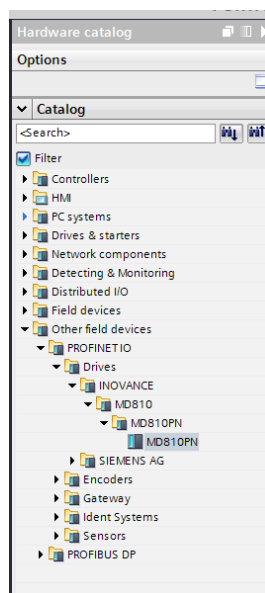 Hardware catalog
Options
Catalog
<Search>
Filter
Controllers
HMI
PC systems
Drives & starters
Network components
Detecting & Monitoring
Distributed I/O
Field devices
Other field devices
PROFINET IO
Drives
INOVANCE
MD810
MD810PN
MD810PN
SIEMENS AG
Encoders
Gateway
Ident Systems
Sensors
PROFIBUS DP